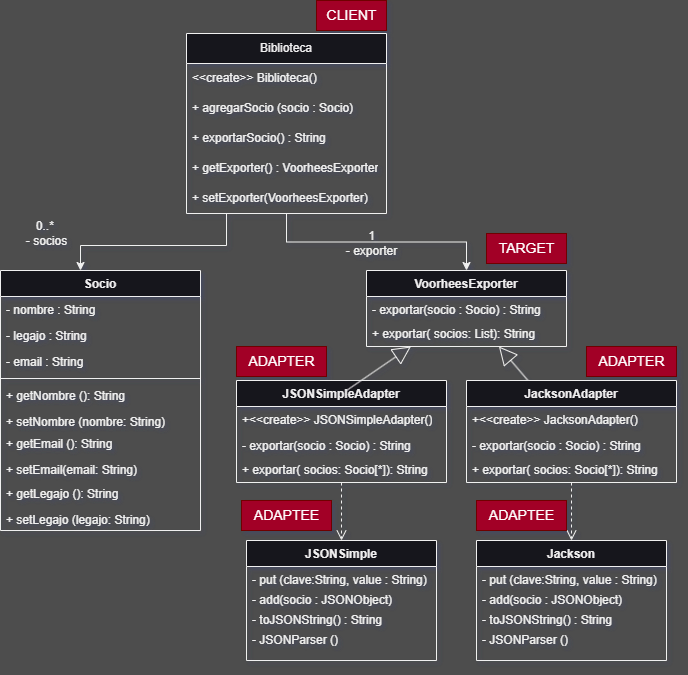 CLIENT
Biblioteca
<<create>> Biblioteca()
+ agregarSocio (socio : Socio)
+ exportarSocio() : String
+ getExporter() : VoorheesExporter
+ setExporter(VoorheesExporter)
0..*
- socios
1
- exporter
TARGET
Socio
- nombre : String
- legajo : String
- email : String
+ getNombre (): String
+ setNombre (nombre: String)
+ getEmail (): String
+ setEmail(email: String)
+ getLegajo (): String
+ setLegajo (legajo: String)
VoorheesExporter
- exportar(socio : Socio) : String
+ exportar( socios: List): String
ADAPTER
JSONSimpleAdapter
+<<create>> JSONSimpleAdapter()
- exportar(socio : Socio) : String
+ exportar( socios: Socio[*]): String
ADAPTER
JacksonAdapter
+<<create>> JacksonAdapter()
- exportar(socio : Socio) : String
+ exportar( socios: Socio[*]): String
ADAPTEE
JSONSimple
- put (clave:String, value : String)
- add(socio : JSONObject)
- toJSONString() : String
- JSONParser ()
ADAPTEE
Jackson
- put (clave:String, value : String)
- add(socio : JSONObject)
- toJSONString() : String
- JSONParser ()